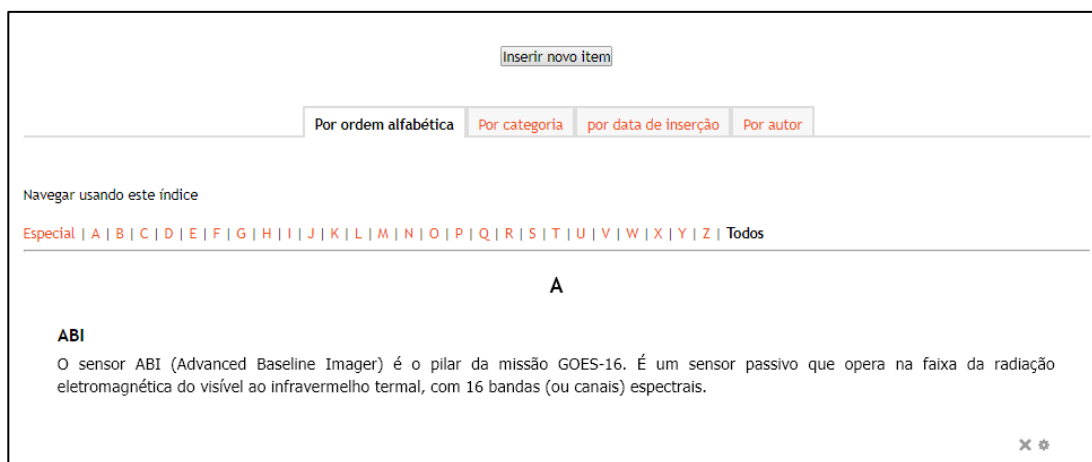 Inserir novo item
Por ordem alfabética Por categoria por data de inserção Por autor
Navegar usando este índice
Especial | A | B | C | D | E | F | G | H | I | J | K | L | M | N | O | P | Q | R | S | T | U | V | W | X | Y | Z | Todos
A
ABI
O sensor ABI (Advanced Baseline Imager) é o pilar da missão GOES-16. É um sensor passivo que opera na faixa da radiação
eletromagnética do visível ao infravermelho termal, com 16 bandas (ou canais) espectrais.